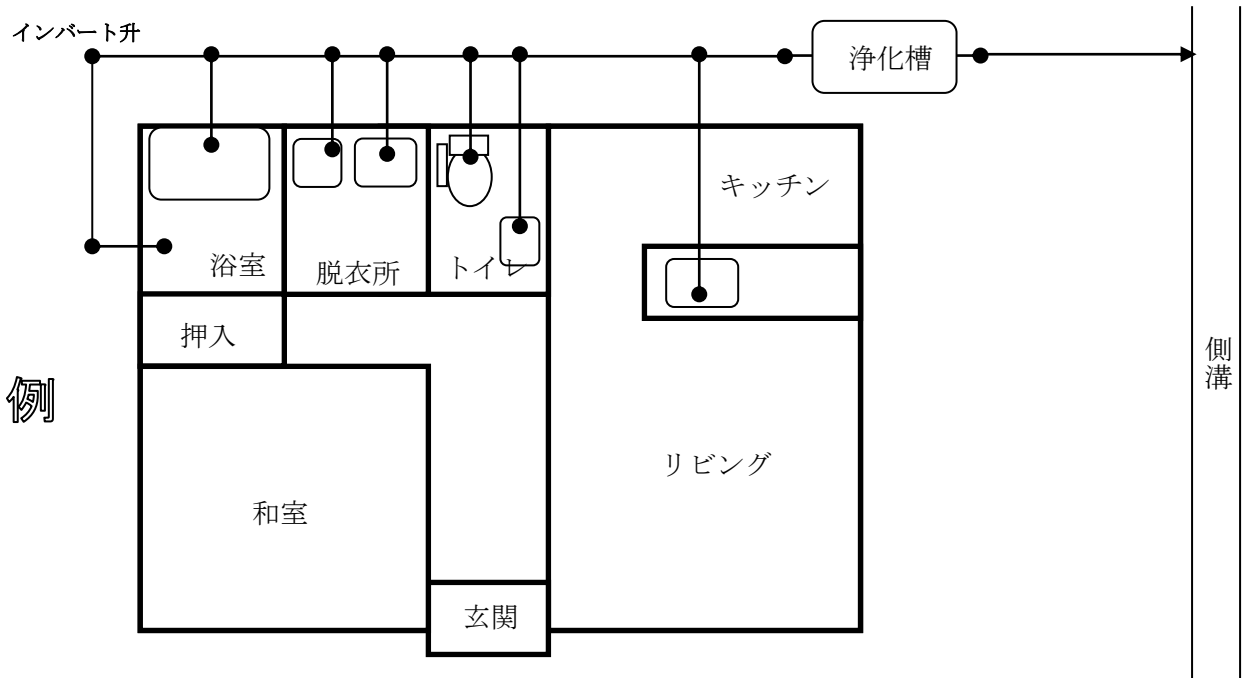 インバート升
浄化槽
キッチン
浴室
脱衣所
トイレ
押入
側溝
例
リビング
和室
玄関